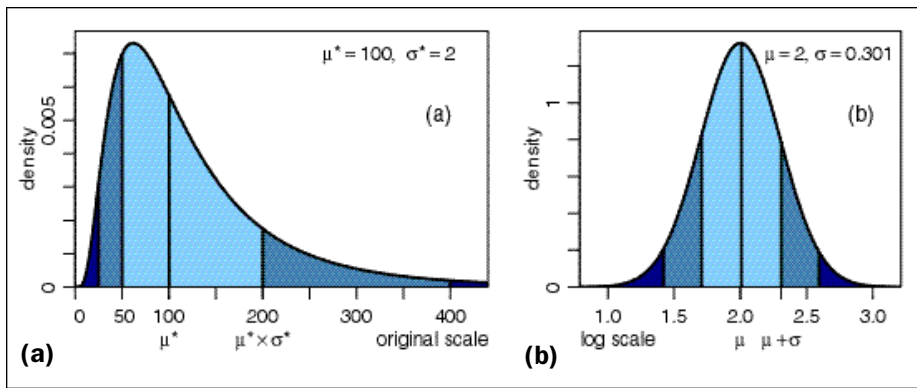 μ* = 100, σ* = 2
(a)
density
0.005
0
0 50 100 200 300 400
μ* μ* × σ* original scale
(a)
μ = 2, σ = 0.301
(b)
density
1
0
1.0 1.5 2.0 2.5 3.0
log scale μ μ + σ
(b)